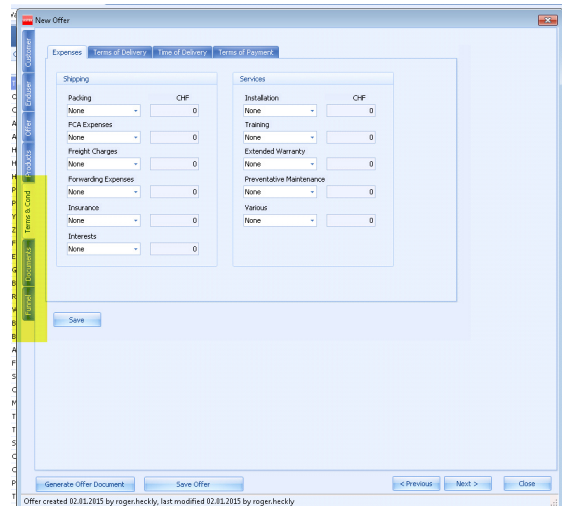 New Offer
Customer
Enduser
Offer
Products
Terms & Cond
Documents
Funnel
Expenses Terms of Delivery Time of Delivery Terms of Payment
Shipping
Packing CHF
None 0
FCA Expenses
None 0
Freight Charges
None 0
Forwarding Expenses
None 0
Insurance
None 0
Interests
None 0
Services
Installation CHF
None 0
Training
None 0
Extended Warranty
None 0
Preventative Maintenance
None 0
Various
None 0
Save
Generate Offer Document Save Offer < Previous Next > Close
Offer created 02.01.2015 by roger.heckly, last modified 02.01.2015 by roger.heckly